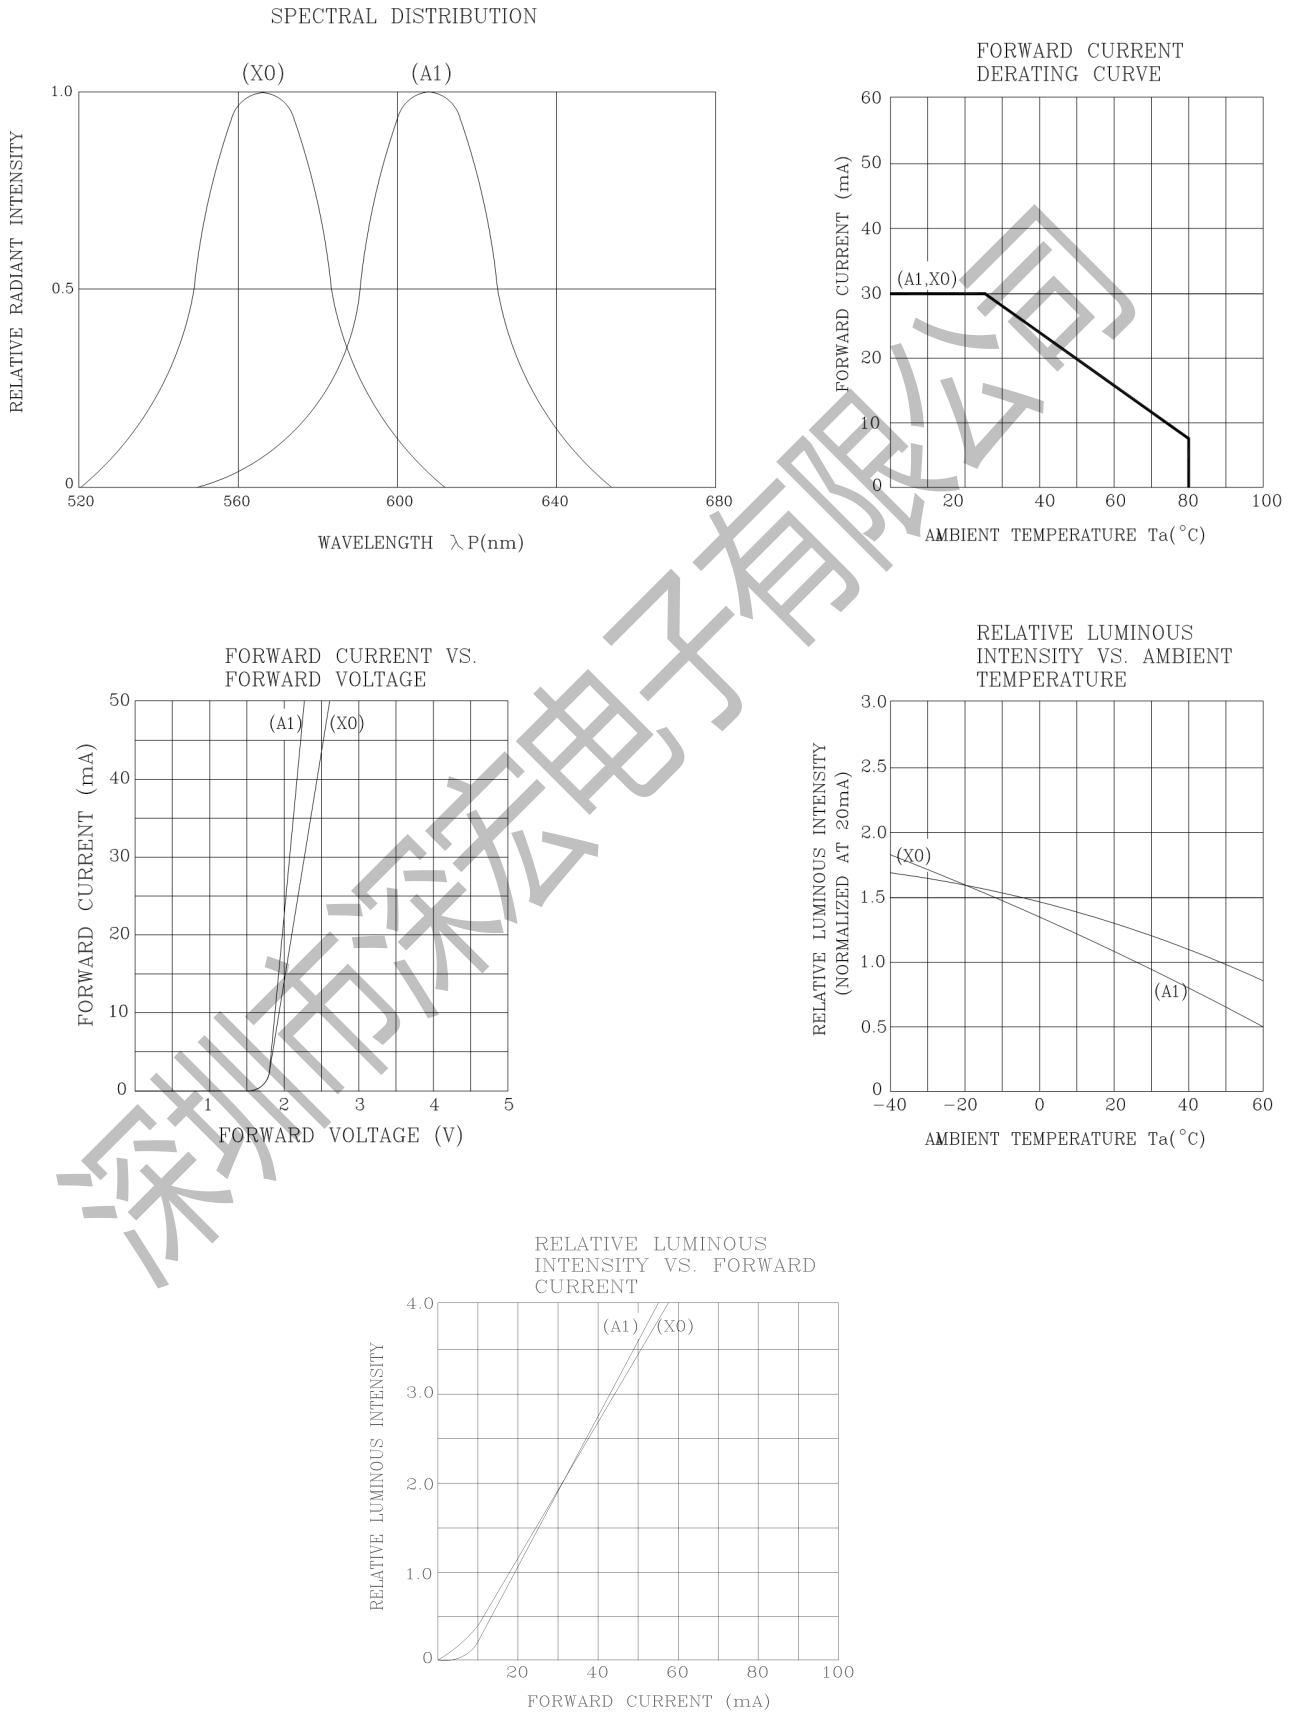 SPECTRAL DISTRIBUTION
(X0) (A1)
1.0
0.5
0
520 560 600 640 680
RELATIVE RADIANT INTENSITY
WAVELENGTH λP(nm)
FORWARD CURRENT
DERATING CURVE
60
50
40
30
20
10
0
(A1,X0)
20 40 60 80 100
FORWARD CURRENT (mA)
AMBIENT TEMPERATURE Ta(°C)
FORWARD CURRENT VS.
FORWARD VOLTAGE
50
40
30
20
10
0
(A1) (X0)
1 2 3 4 5
FORWARD CURRENT (mA)
FORWARD VOLTAGE (V)
RELATIVE LUMINOUS
INTENSITY VS. AMBIENT
TEMPERATURE
3.0
2.5
2.0
1.5
1.0
0.5
0
(X0)
(A1)
-40 -20 0 20 40 60
RELATIVE LUMINOUS INTENSITY
(NORMALIZED AT 20mA)
AMBIENT TEMPERATURE Ta(°C)
RELATIVE LUMINOUS
INTENSITY VS. FORWARD
CURRENT
4.0
3.0
2.0
1.0
0
(A1) (X0)
20 40 60 80 100
RELATIVE LUMINOUS INTENSITY
FORWARD CURRENT (mA)
深圳市深宏电子有限公司